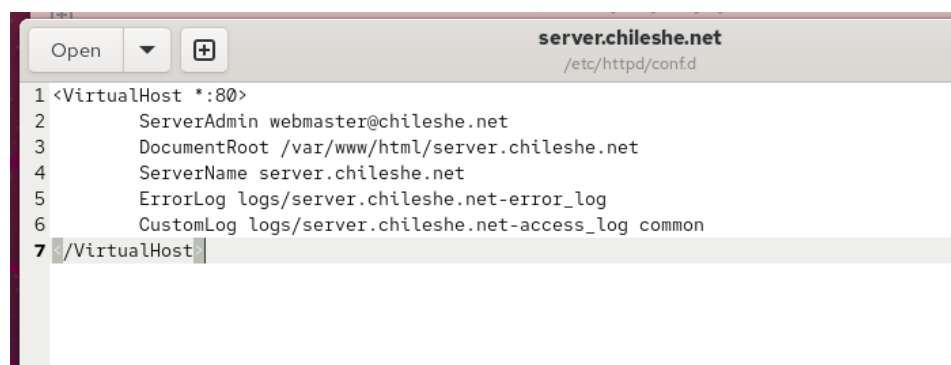 Open
server.chileshe.net
/etc/httpd/conf.d
1 <VirtualHost *:80>
2 ServerAdmin webmaster@chileshe.net
3 DocumentRoot /var/www/html/server.chileshe.net
4 ServerName server.chileshe.net
5 ErrorLog logs/server.chileshe.net-error_log
6 CustomLog logs/server.chileshe.net-access_log common
7 </VirtualHost>